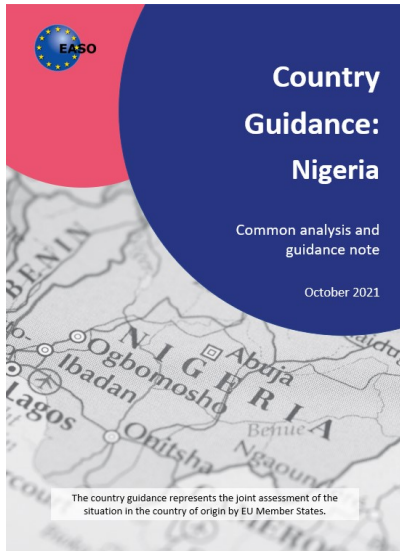 EASO
Country
Guidance:
Nigeria
Common analysis and
guidance note
October 2021
BENIN
NIGERIA
Abuja
Ogbomosho
Ibadan
Lagos
Benue
Onitsha
Ngaoun
The country guidance represents the joint assessment of the
situation in the country of origin by EU Member States.